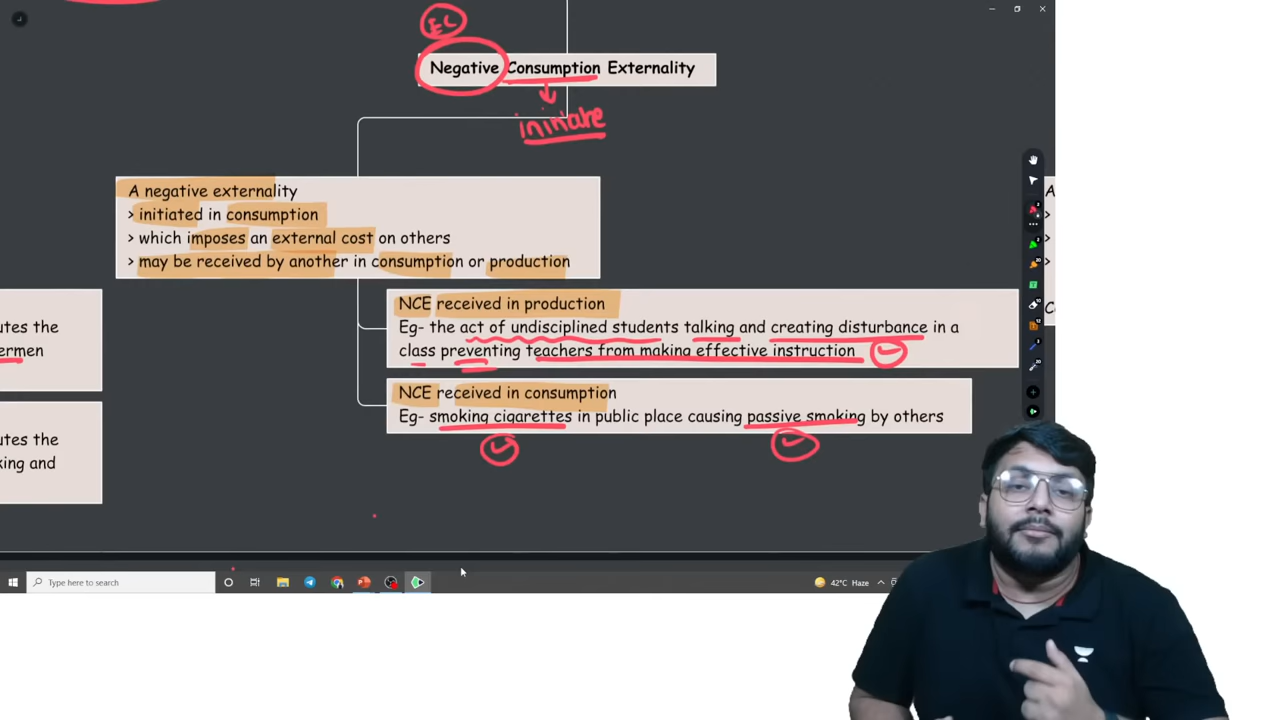 EC
Negative Consumption Externality
initiate
A negative externality
> initiated in consumption
> which imposes an external cost on others
> may be received by another in consumption or production
NCE received in production
Eg- the act of undisciplined students talking and creating disturbance in a
class preventing teachers from making effective instruction
NCE received in consumption
Eg- smoking cigarettes in public place causing passive smoking by others
utes the
ermen
utes the
king and
A
>
>
>
C
Type here to search
42°C Haze